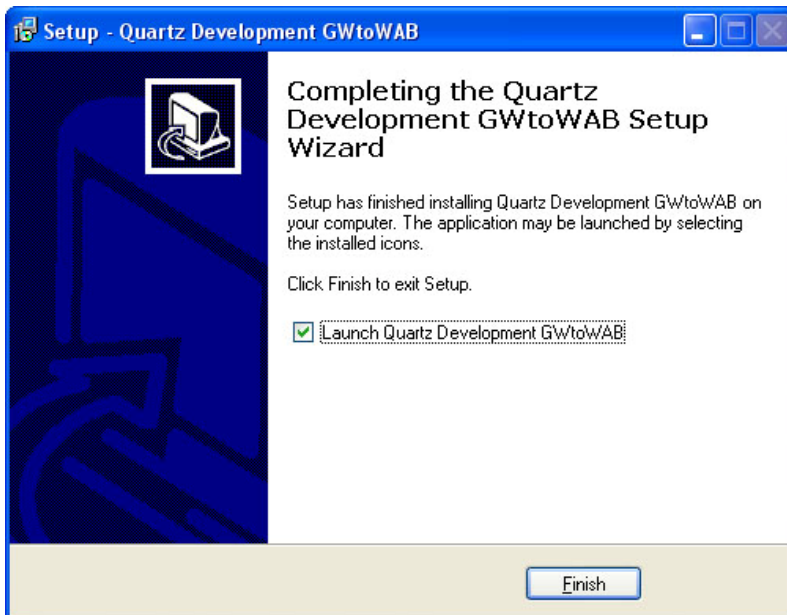 Setup - Quartz Development GWtoWAB
Completing the Quartz
Development GWtoWAB Setup
Wizard
Setup has finished installing Quartz Development GWtoWAB on
your computer. The application may be launched by selecting
the installed icons.
Click Finish to exit Setup.
Launch Quartz Development GWtoWAB
Finish